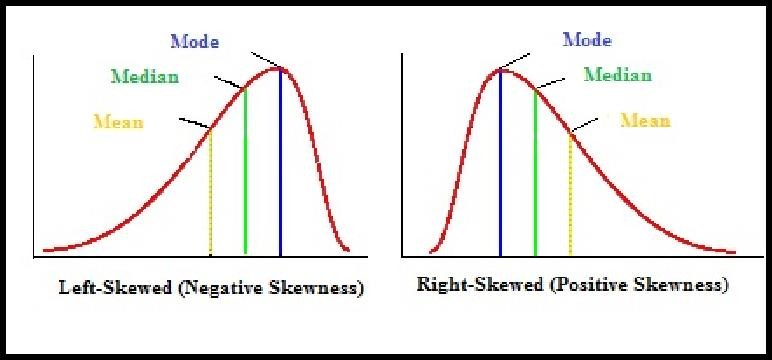 Mode
Median
Mean
Left-Skewed (Negative Skewness)
Mode
Median
Mean
Right-Skewed (Positive Skewness)